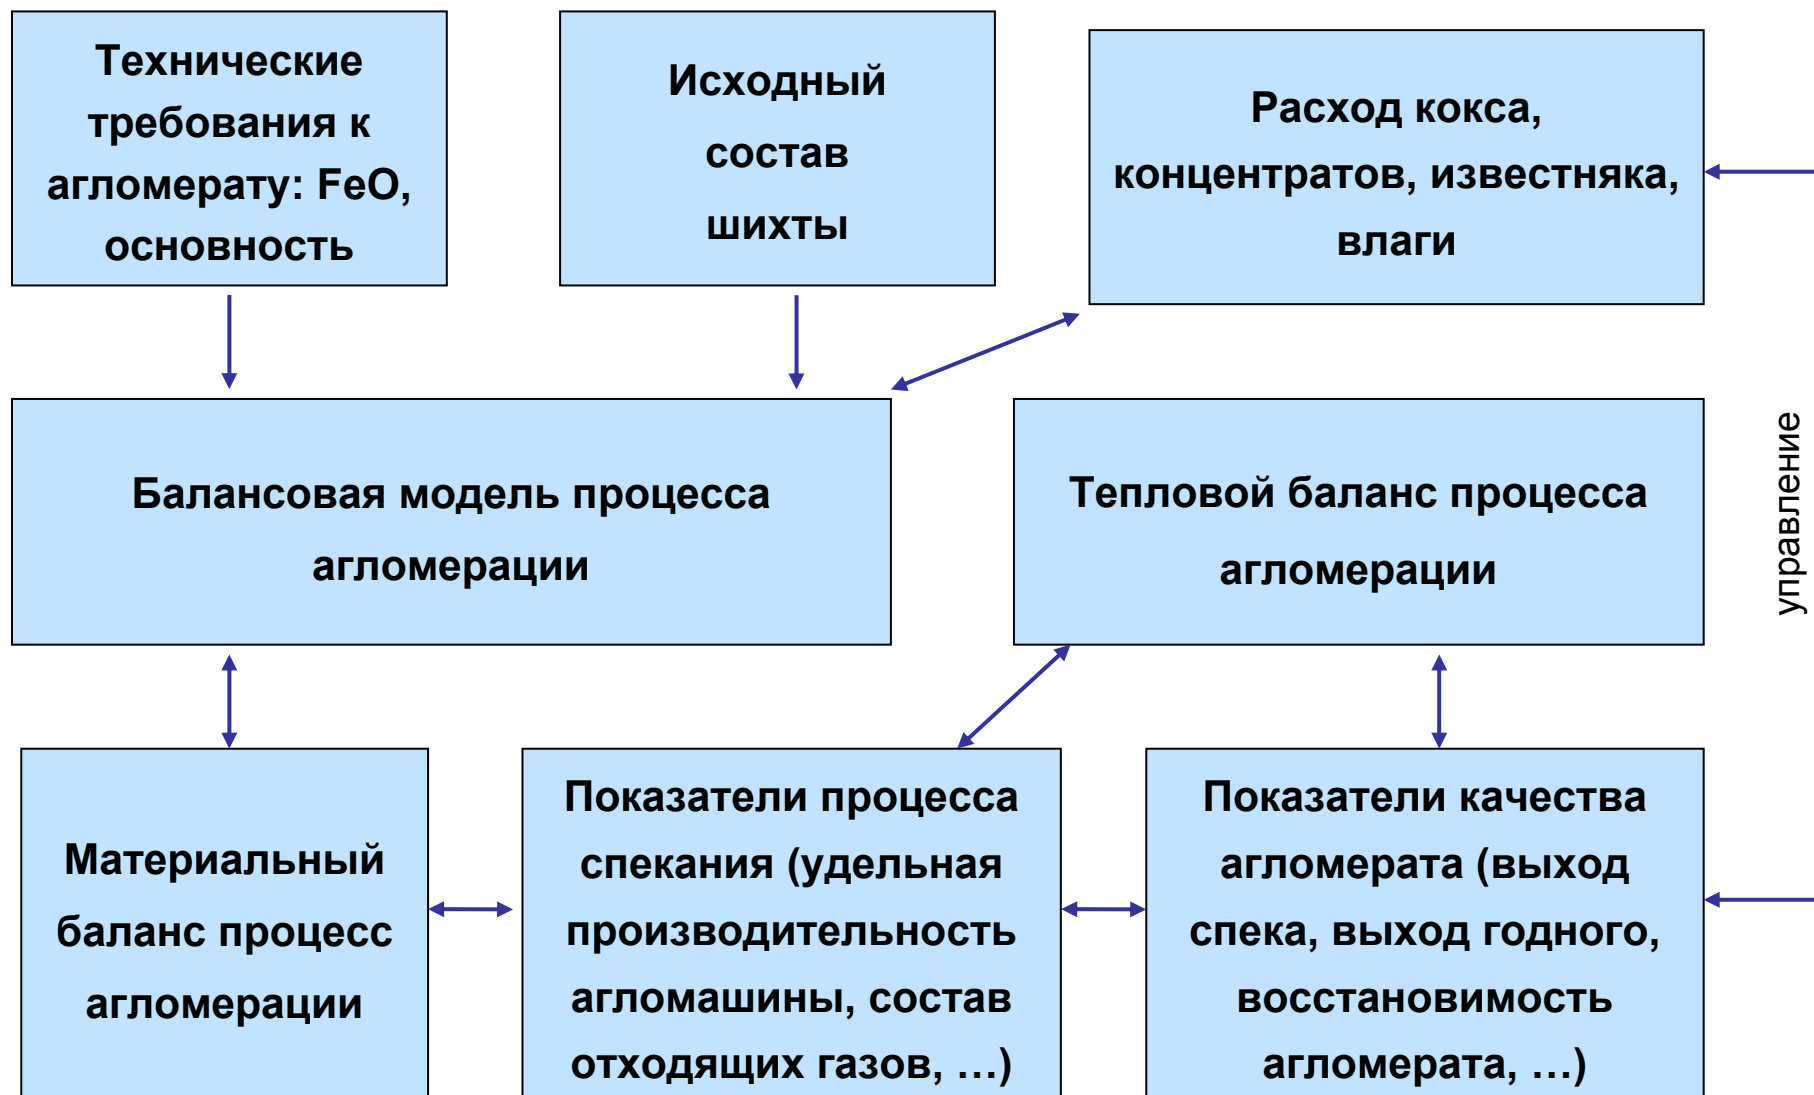 Технические
требования к
агломерату: FeO,
основность
Исходный
состав
шихты
Расход кокса,
концентратов, известняка,
влаги
Балансовая модель процесса
агломерации
Тепловой баланс процесса
агломерации
управление
Материальный
баланс процесс
агломерации
Показатели процесса
спекания (удельная
производительность
агломашины, состав
отходящих газов, …)
Показатели качества
агломерата (выход
спека, выход годного,
восстановимость
агломерата, …)